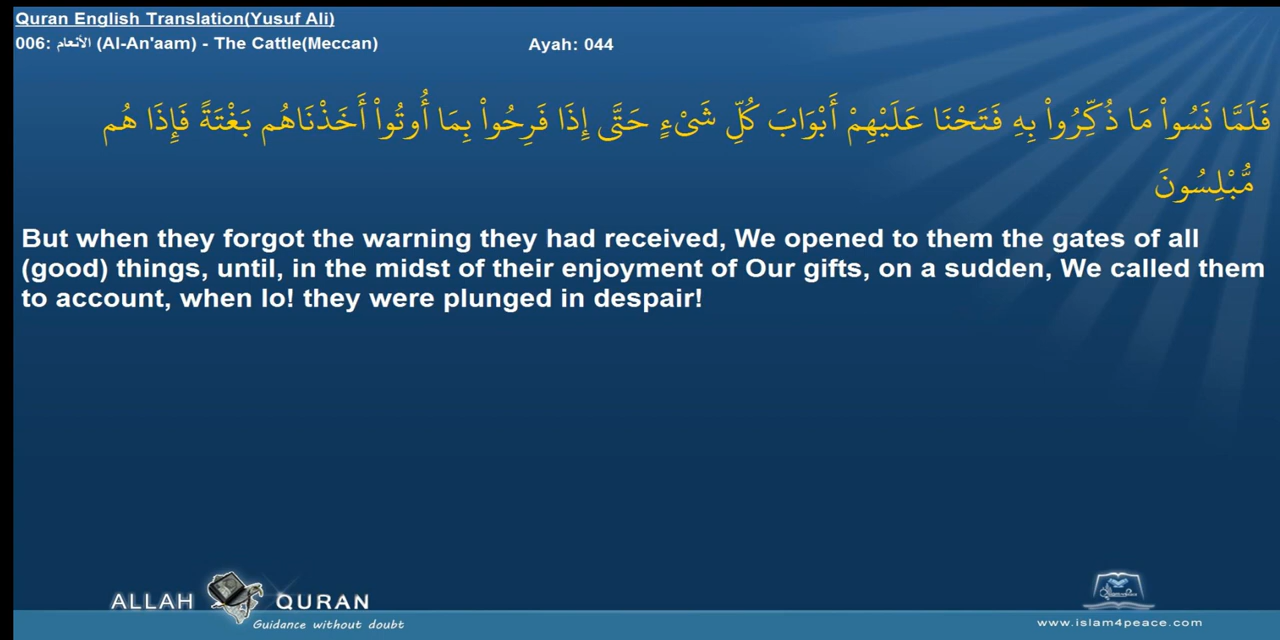 Quran English Translation(Yusuf Ali)
006: الأنعام (Al-An'aam) - The Cattle(Meccan) Ayah: 044
فَلَمَّا نَسُواْ مَا ذُكِّرُواْ بِهِ فَتَحْنَا عَلَيْهِمْ أَبْوَابَ كُلِّ شَىْءٍ حَتَّى إِذَا فَرِحُواْ بِمَا أُوتُواْ أَخَذْنَاهُم بَغْتَةً فَإِذَا هُم
مُّبْلِسُونَ
But when they forgot the warning they had received, We opened to them the gates of all
(good) things, until, in the midst of their enjoyment of Our gifts, on a sudden, We called them
to account, when lo! they were plunged in despair!
ALLAH QURAN
Guidance without doubt
www.islam4peace.com